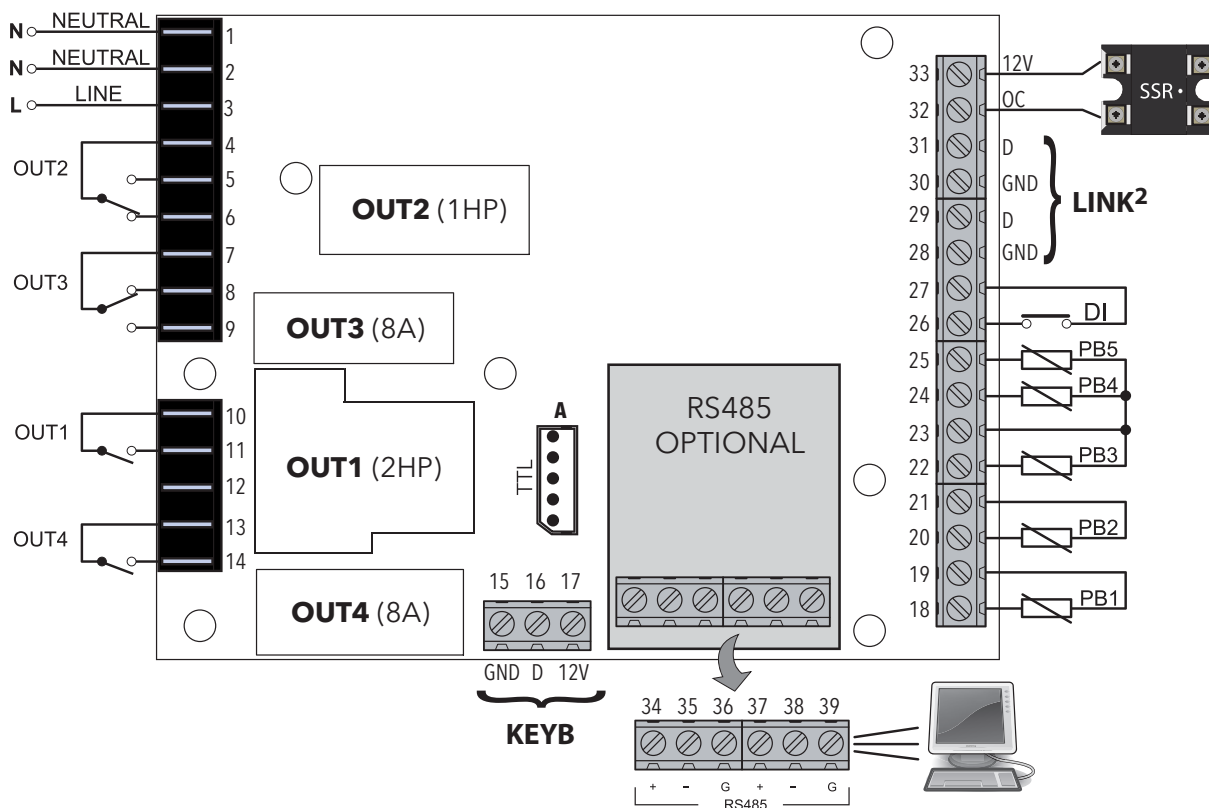 N NEUTRAL 1
N NEUTRAL 2
L LINE 3
OUT2
4
5
6
OUT3
7
8
9
OUT1
10
11
12
OUT4
13
14
OUT2 (1HP)
OUT3 (8A)
OUT1 (2HP)
OUT4 (8A)
A
TTL
RS485
OPTIONAL
15 16 17
GND D 12V
KEYB
33 12V
32 OC
SSR
31 D
30 GND
29 D
28 GND
LINK2
27
26 DI
25 PB5
24 PB4
23
22 PB3
21
20 PB2
19
18 PB1
34 35 36 37 38 39
+ - G + - G
RS485